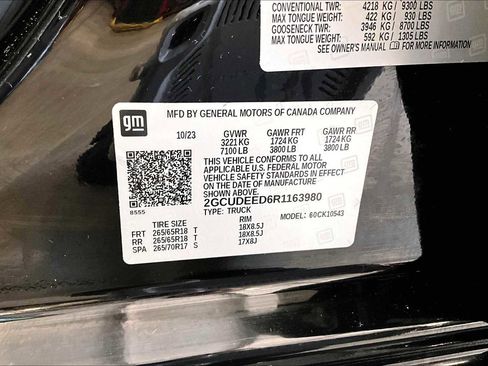 CONVENTIONAL TWR: 4218 KG / 9300 LBS
MAX TONGUE WEIGHT: 422 KG / 930 LBS
GOOSENECK TWR: 3946 KG / 8700 LBS
MAX TONGUE WEIGHT: 592 KG / 1305 LBS
SEE OWNER'S MANUAL FOR MORE INFORMATION
gm
MFD BY GENERAL MOTORS OF CANADA COMPANY
10/23 GVWR GAWR FRT GAWR RR
3221 KG 1724 KG 1724 KG
7100 LB 3800 LB 3800 LB
THIS VEHICLE CONFORMS TO ALL
APPLICABLE U.S. FEDERAL MOTOR
VEHICLE SAFETY STANDARDS IN EFFECT
ON THE DATE OF MANUFACTURE
SHOWN ABOVE.
2GCUDEED6R1163980
8555 TYPE: TRUCK MODEL: 60CK10543
TIRE SIZE RIM
FRT 265/65R18 T 18X8.5J
RR 265/65R18 T 18X8.5J
SPA 265/70R17 S 17X8J